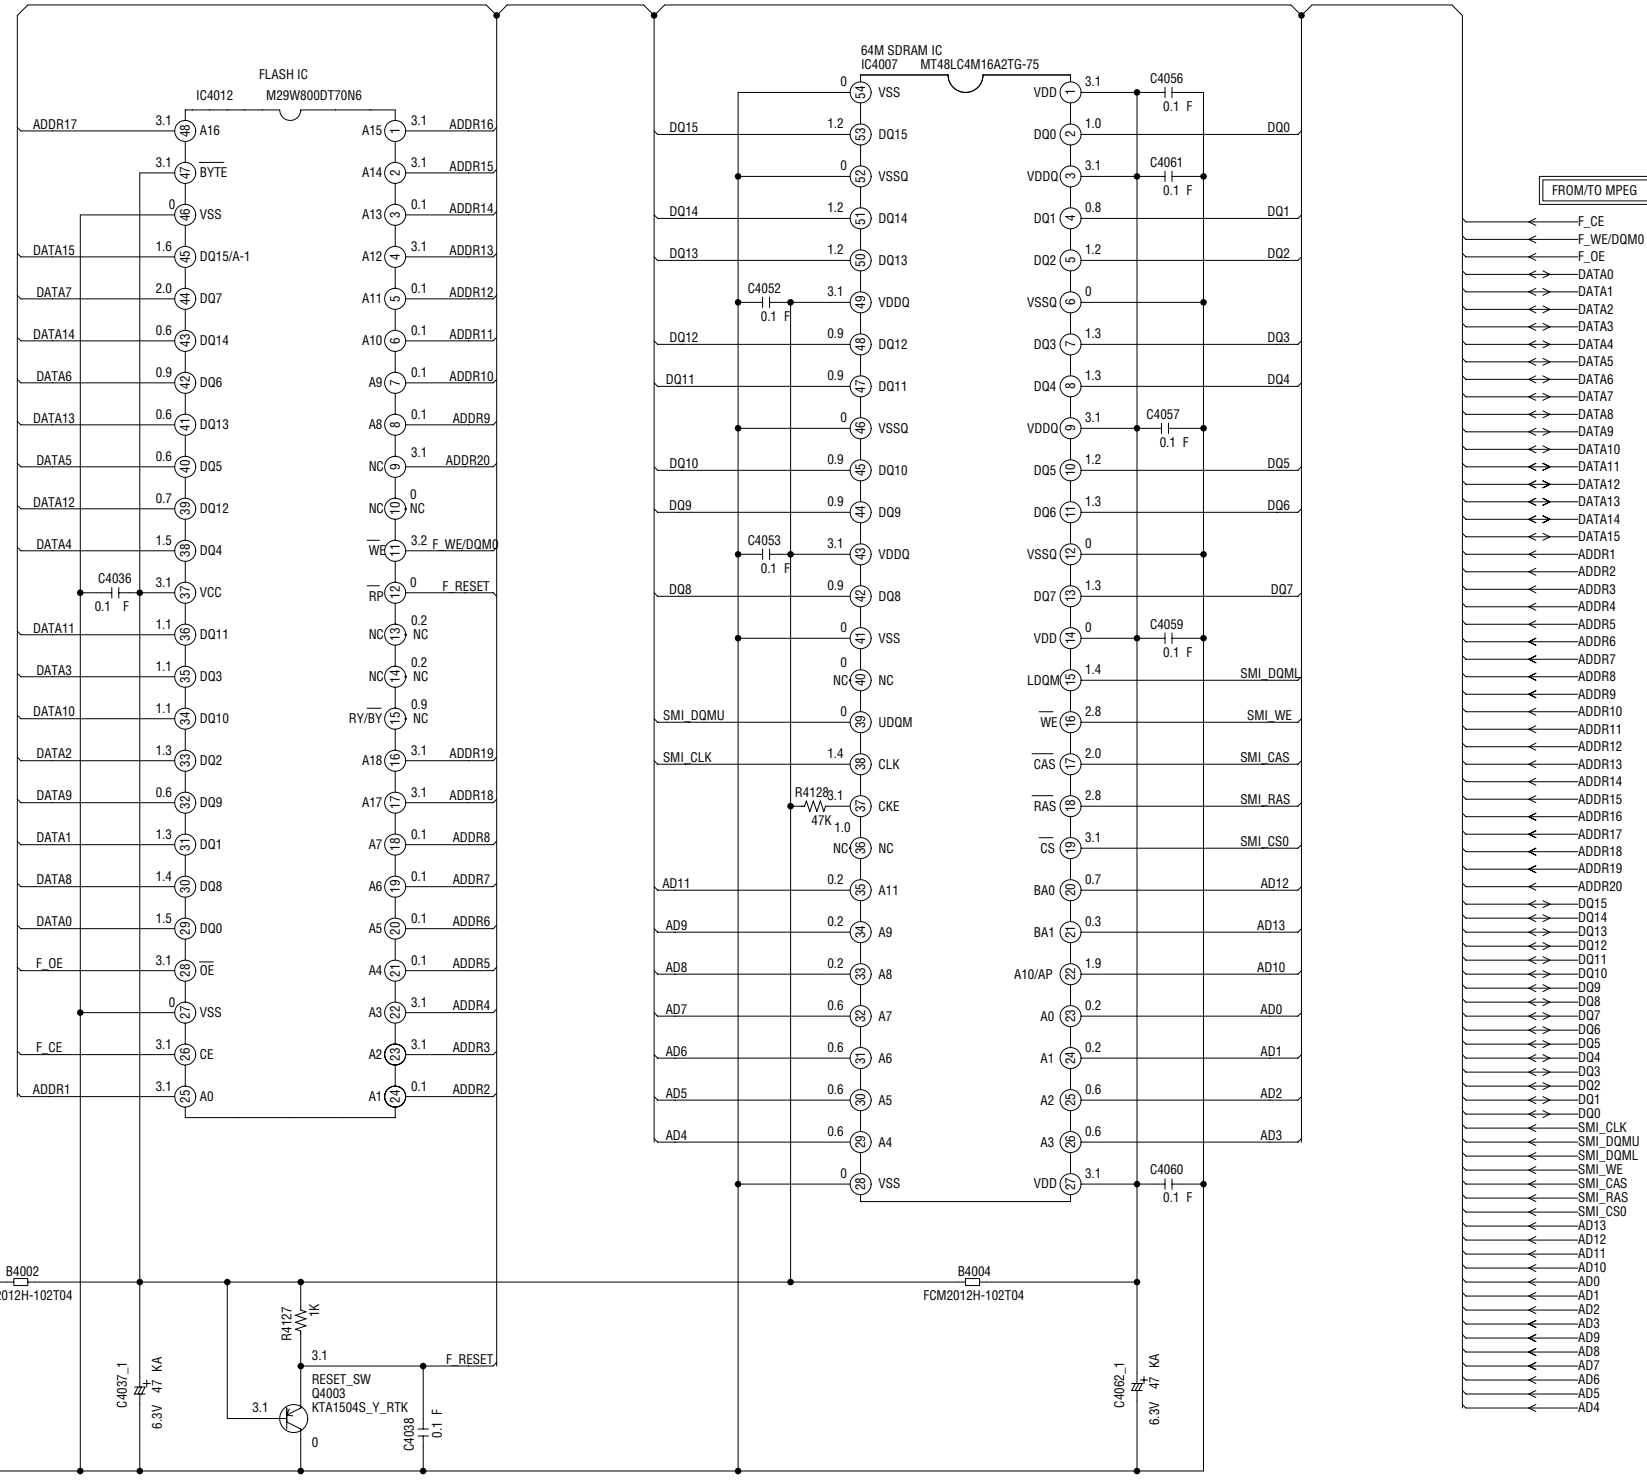 FLASH IC
IC4012 M29W800DT70N6
ADDR17 3.1 48 A16 A15 1 3.1 ADDR16
3.1 47 BYTE A14 2 3.1 ADDR15
0 46 VSS A13 3 0.1 ADDR14
DATA15 1.6 45 DQ15/A-1 A12 4 3.1 ADDR13
DATA7 2.0 44 DQ7 A11 5 0.1 ADDR12
DATA14 0.6 43 DQ14 A10 6 0.1 ADDR11
DATA6 0.9 42 DQ6 A9 7 0.1 ADDR10
DATA13 0.6 41 DQ13 A8 8 0.1 ADDR9
DATA5 0.6 40 DQ5 NC 9 3.1 ADDR20
DATA12 0.7 39 DQ12 NC 10 0 NC
DATA4 1.5 38 DQ4 WE 11 3.2 F_WE/DQM0
C4036 0.1 F 3.1 37 VCC RP 12 0 F_RESET
DATA11 1.1 36 DQ11 NC 13 0.2 NC
DATA3 1.1 35 DQ3 NC 14 0.2 NC
DATA10 1.1 34 DQ10 RY/BY 15 0.9 NC
DATA2 1.3 33 DQ2 A18 16 3.1 ADDR19
DATA9 0.6 32 DQ9 A17 17 3.1 ADDR18
DATA1 1.3 31 DQ1 A7 18 0.1 ADDR8
DATA8 1.4 30 DQ8 A6 19 0.1 ADDR7
DATA0 1.5 29 DQ0 A5 20 0.1 ADDR6
F_OE 3.1 28 OE A4 21 0.1 ADDR5
0 27 VSS A3 22 3.1 ADDR4
F_CE 3.1 26 CE A2 23 3.1 ADDR3
ADDR1 3.1 25 A0 A1 24 0.1 ADDR2
64M SDRAM IC
IC4007 MT48LC4M16A2TG-75
0 54 VSS VDD 1 3.1 C4056 0.1 F
DQ15 1.2 53 DQ15 DQ0 2 1.0 DQ0
0 52 VSSQ VDDQ 3 3.1 C4061 0.1 F
DQ14 1.2 51 DQ14 DQ1 4 0.8 DQ1
DQ13 1.2 50 DQ13 DQ2 5 1.2 DQ2
C4052 0.1 F 3.1 49 VDDQ VSSQ 6 0
DQ12 0.9 48 DQ12 DQ3 7 1.3 DQ3
DQ11 0.9 47 DQ11 DQ4 8 1.3 DQ4
0 46 VSSQ VDDQ 9 3.1 C4057 0.1 F
DQ10 0.9 45 DQ10 DQ5 10 1.2 DQ5
DQ9 0.9 44 DQ9 DQ6 11 1.3 DQ6
C4053 0.1 F 3.1 43 VDDQ VSSQ 12 0
DQ8 0.9 42 DQ8 DQ7 13 1.3 DQ7
0 41 VSS VDD 14 0 C4059 0.1 F
0 NC 40 NC LDQM 15 1.4 SMI_DQML
SMI_DQMU 0 39 UDQM WE 16 2.8 SMI_WE
SMI_CLK 1.4 38 CLK CAS 17 2.0 SMI_CAS
R4128 47K 3.1 37 CKE RAS 18 2.8 SMI_RAS
1.0 NC 36 NC CS 19 3.1 SMI_CS0
AD11 0.2 35 A11 BA0 20 0.7 AD12
AD9 0.2 34 A9 BA1 21 0.3 AD13
AD8 0.2 33 A8 A10/AP 22 1.9 AD10
AD7 0.6 32 A7 A0 23 0.2 AD0
AD6 0.6 31 A6 A1 24 0.2 AD1
AD5 0.6 30 A5 A2 25 0.6 AD2
AD4 0.6 29 A4 A3 26 0.6 AD3
0 28 VSS VDD 27 3.1 C4060 0.1 F
B4002
2012H-102T04
B4004
FCM2012H-102T04
R4127 1K
3.1
F_RESET
RESET_SW
Q4003
KTA1504S_Y_RTK
3.1
0
C4037_1 + 6.3V 47 KA
C4038 0.1 F
C4062_1 + 6.3V 47 KA
FROM/TO MPEG
F_CE
F_WE/DQM0
F_OE
DATA0
DATA1
DATA2
DATA3
DATA4
DATA5
DATA6
DATA7
DATA8
DATA9
DATA10
DATA11
DATA12
DATA13
DATA14
DATA15
ADDR1
ADDR2
ADDR3
ADDR4
ADDR5
ADDR6
ADDR7
ADDR8
ADDR9
ADDR10
ADDR11
ADDR12
ADDR13
ADDR14
ADDR15
ADDR16
ADDR17
ADDR18
ADDR19
ADDR20
DQ15
DQ14
DQ13
DQ12
DQ11
DQ10
DQ9
DQ8
DQ7
DQ6
DQ5
DQ4
DQ3
DQ2
DQ1
DQ0
SMI_CLK
SMI_DQMU
SMI_DQML
SMI_WE
SMI_CAS
SMI_RAS
SMI_CS0
AD13
AD12
AD11
AD10
AD0
AD1
AD2
AD3
AD9
AD8
AD7
AD6
AD5
AD4